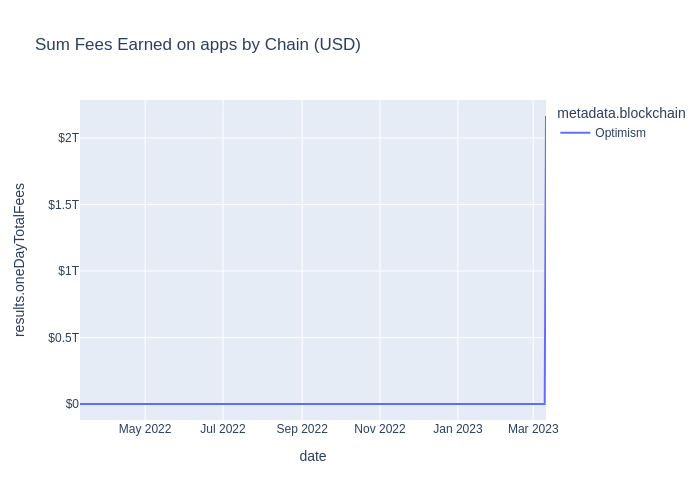 Sum Fees Earned on apps by Chain (USD)
metadata.blockchain
Optimism
results.oneDayTotalFees
$2T
$1.5T
$1T
$0.5T
$0
May 2022
Jul 2022
Sep 2022
Nov 2022
Jan 2023
Mar 2023
date